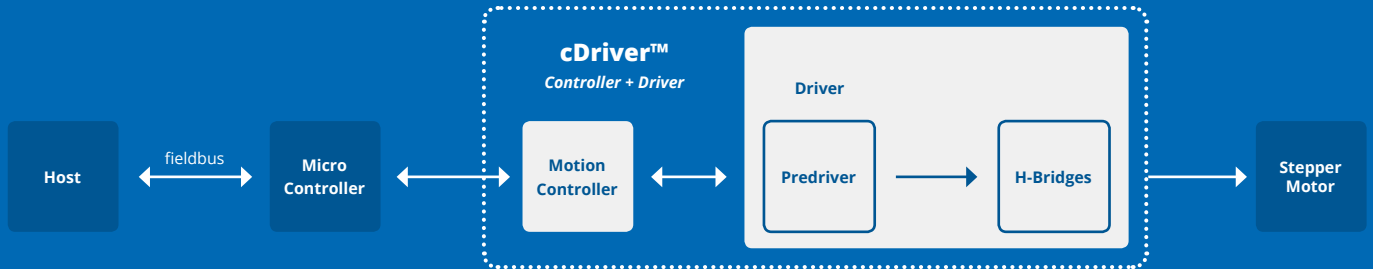 cDriver™
Controller + Driver
Driver
Host
fieldbus
Micro
Controller
Motion
Controller
Predriver
H-Bridges
Stepper
Motor